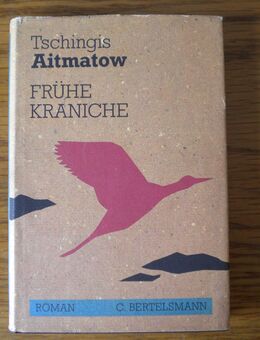 Tschingis
Aitmatow
FRÜHE
KRANICHE
ROMAN C. BERTELSMANN